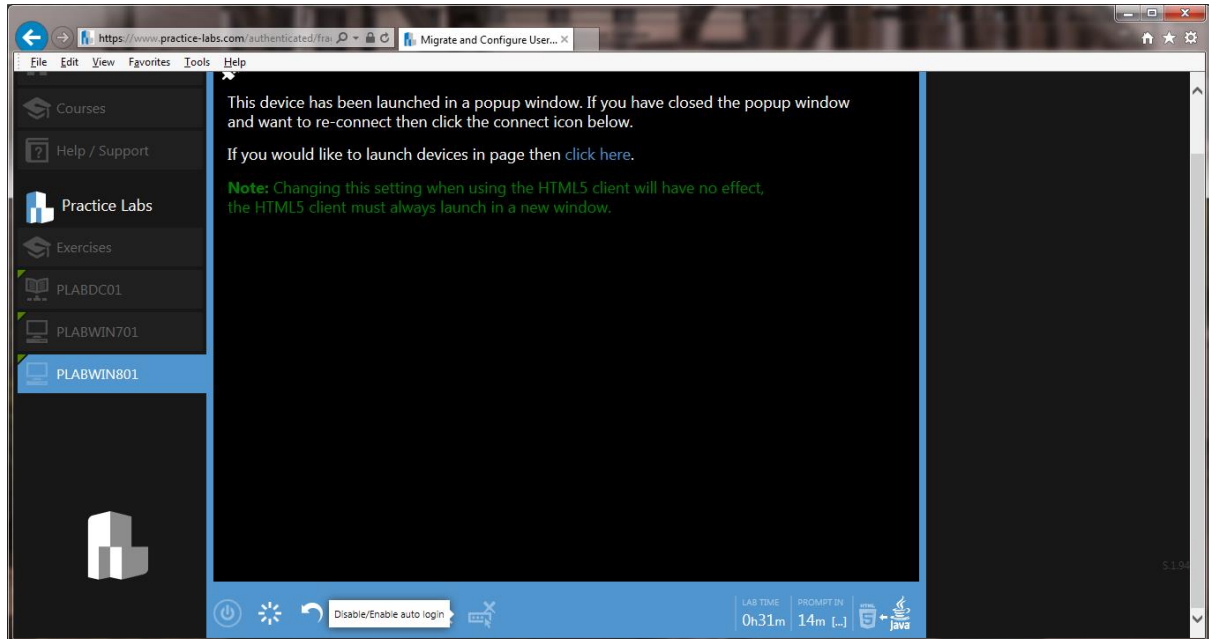 https://www.practice-labs.com/authenticated/fra
Migrate and Configure User...
File Edit View Favorites Tools Help
Courses
Help / Support
Practice Labs
Exercises
PLABDC01
PLABWIN701
PLABWIN801
This device has been launched in a popup window. If you have closed the popup window
and want to re-connect then click the connect icon below.
If you would like to launch devices in page then click here.
Note: Changing this setting when using the HTML5 client will have no effect,
the HTML5 client must always launch in a new window.
S.1.94
Disable/Enable auto login
LAB TIME
0h31m
PROMPT IN
14m [...]
HTML
5
java